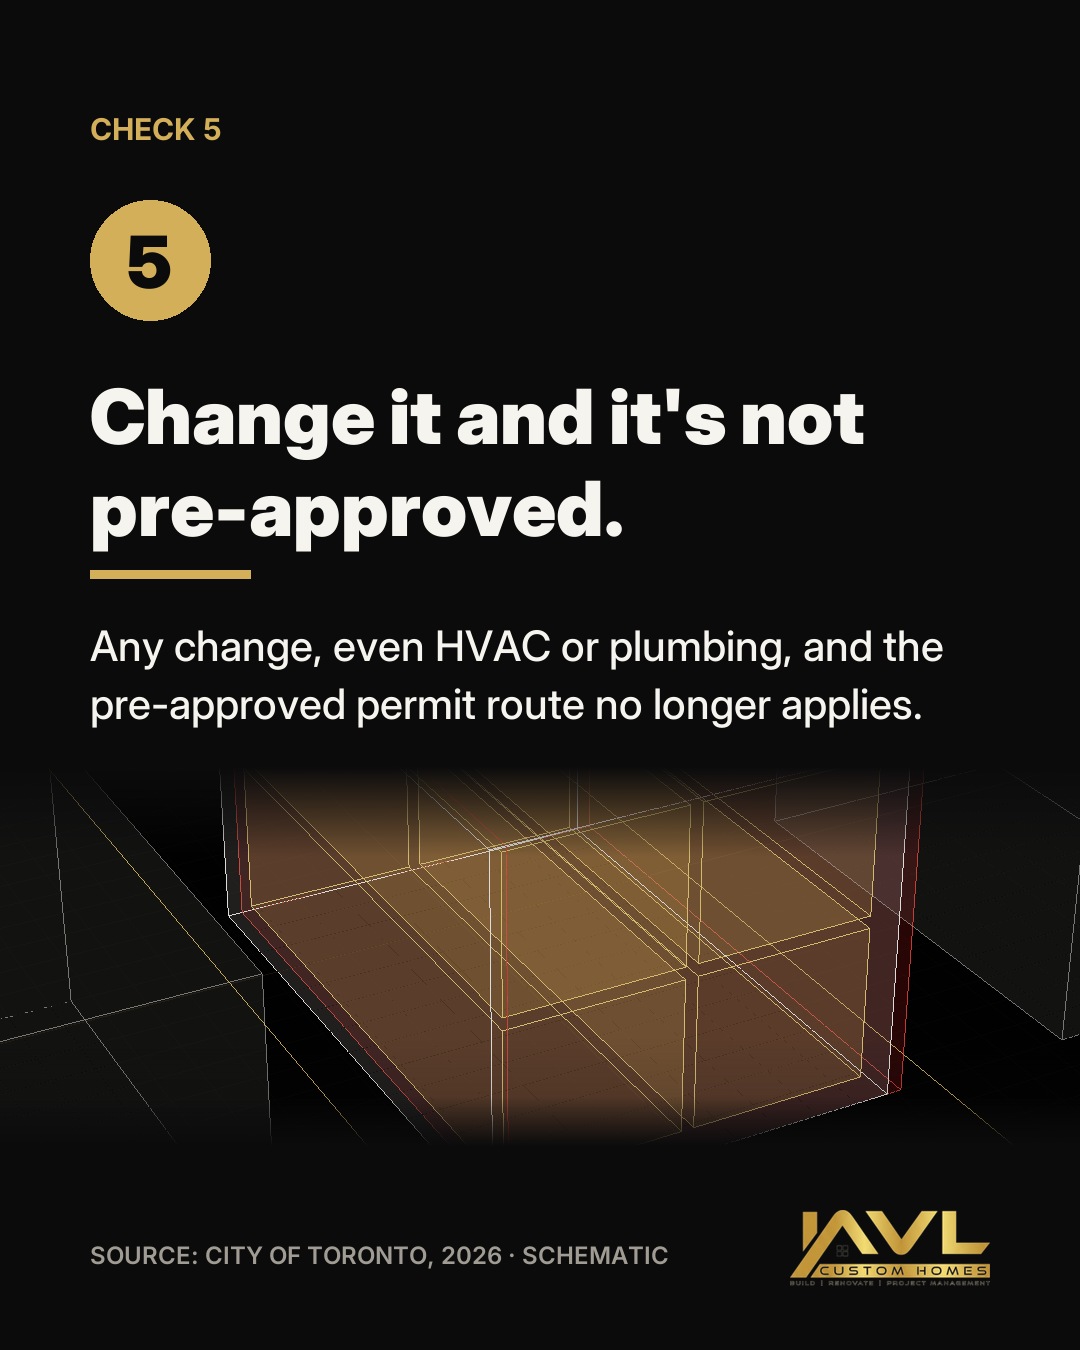 CHECK 5
5
Change it and it's not
pre-approved.
Any change, even HVAC or plumbing, and the
pre-approved permit route no longer applies.
SOURCE: CITY OF TORONTO, 2026 · SCHEMATIC
AVL
CUSTOM HOMES
BUILD | RENOVATE | PROJECT MANAGEMENT